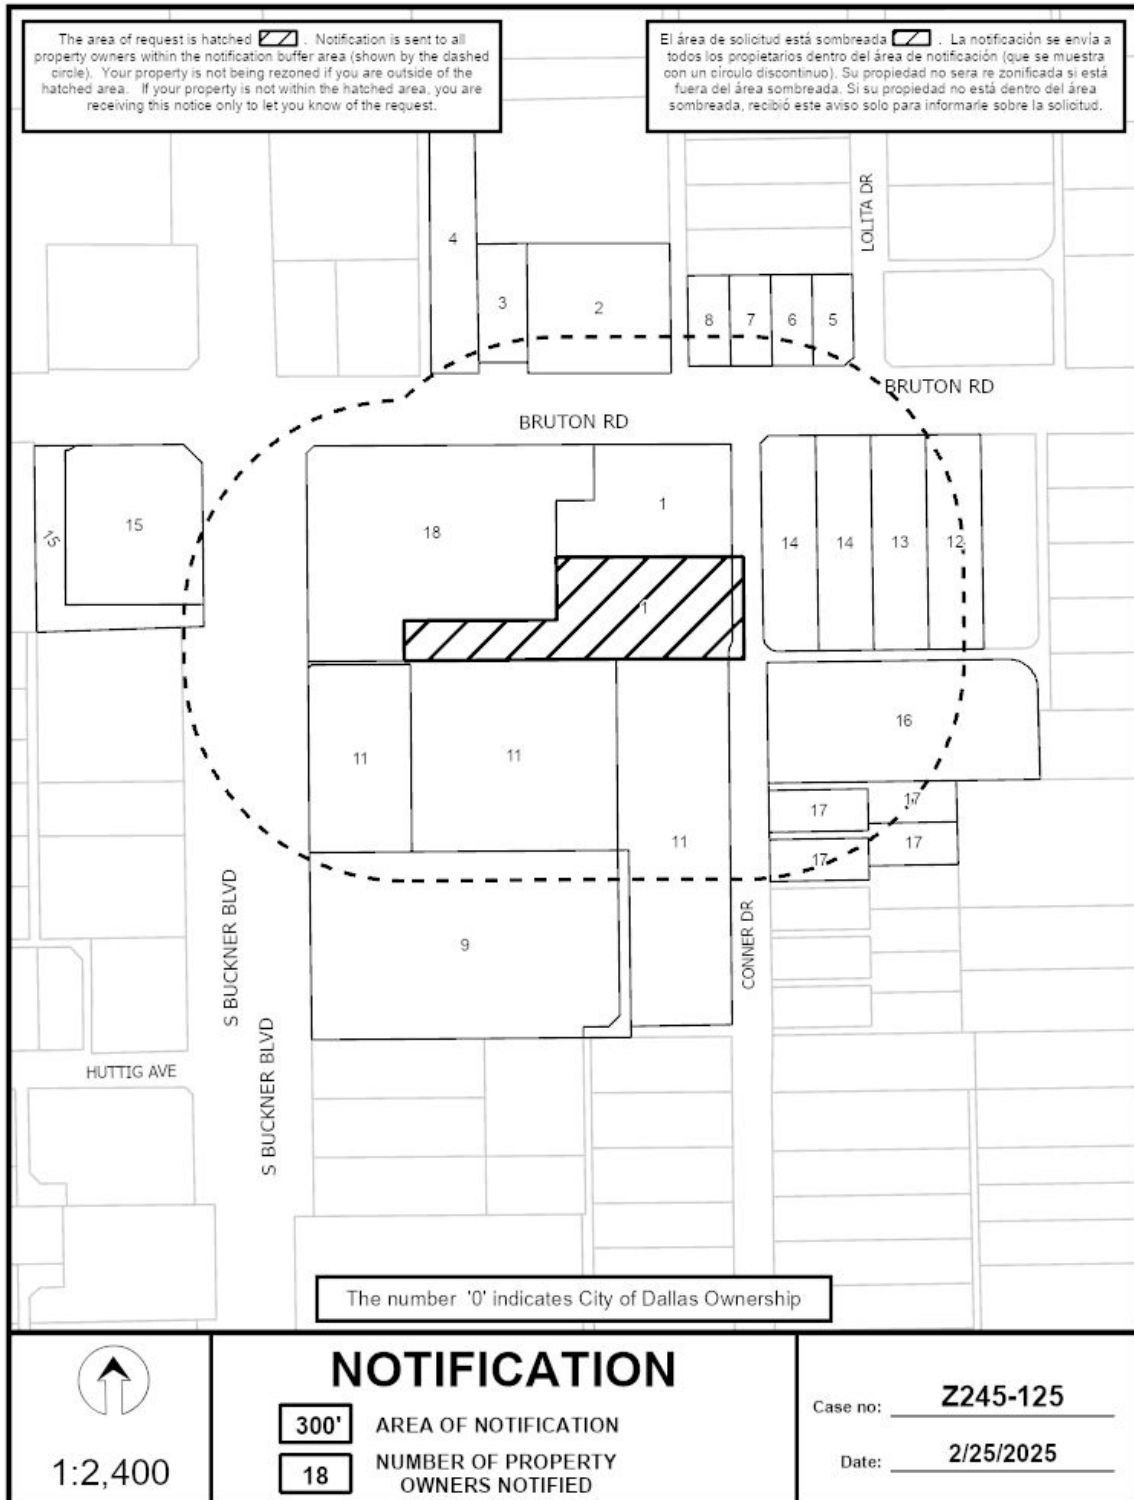 The area of request is hatched . Notification is sent to all
property owners within the notification buffer area (shown by the dashed
circle). Your property is not being rezoned if you are outside of the
hatched area. If your property is not within the hatched area, you are
receiving this notice only to let you know of the request.
El área de solicitud está sombreada . La notificación se envía a
todos los propietarios dentro del área de notificación (que se muestra
con un círculo discontinuo). Su propiedad no sera re zonificada si está
fuera del área sombreada. Si su propiedad no está dentro del área
sombreada, recibió este aviso solo para informarle sobre la solicitud.
LOLITA DR
4
3
2
8
7
6
5
BRUTON RD
BRUTON RD
15
15
18
1
14
14
13
12
1
16
11
11
11
17
17
17
17
9
S BUCKNER BLVD
CONNER DR
S BUCKNER BLVD
HUTTIG AVE
The number '0' indicates City of Dallas Ownership
1:2,400
NOTIFICATION
300' AREA OF NOTIFICATION
18 NUMBER OF PROPERTY
OWNERS NOTIFIED
Case no: Z245-125
Date: 2/25/2025